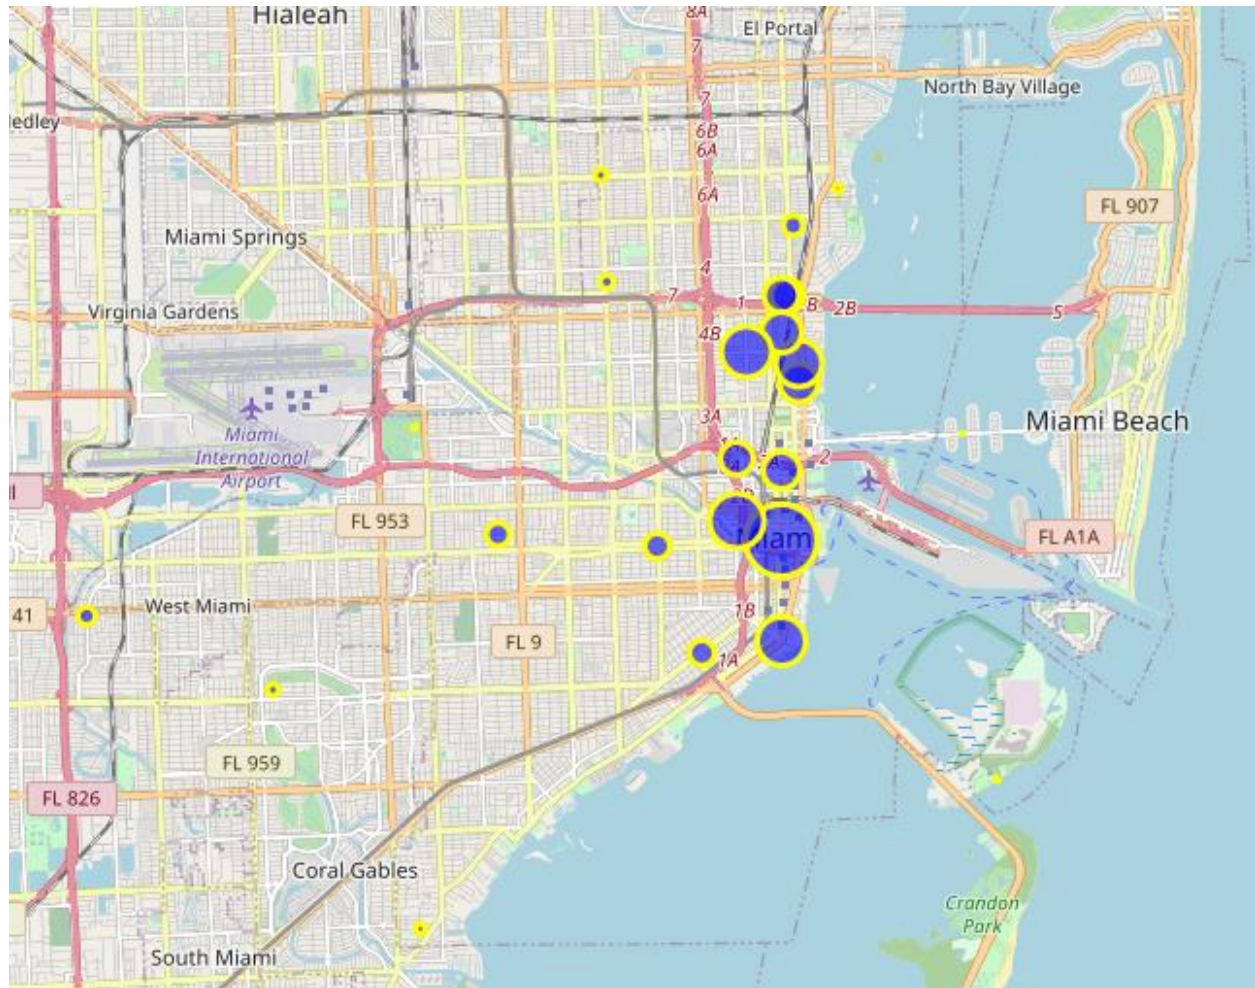 Hialeah
8A
El Portal
7
North Bay Village
7
6B
6A
6A
FL 907
Miami Springs
4
7
1
2B
5
Virginia Gardens
4B
3A
Miami Beach
Miami
International
Airport
2
FL 953
FL A1A
41
West Miami
1B
FL 9
1A
FL 959
FL 826
Coral Gables
Crandon
Park
South Miami